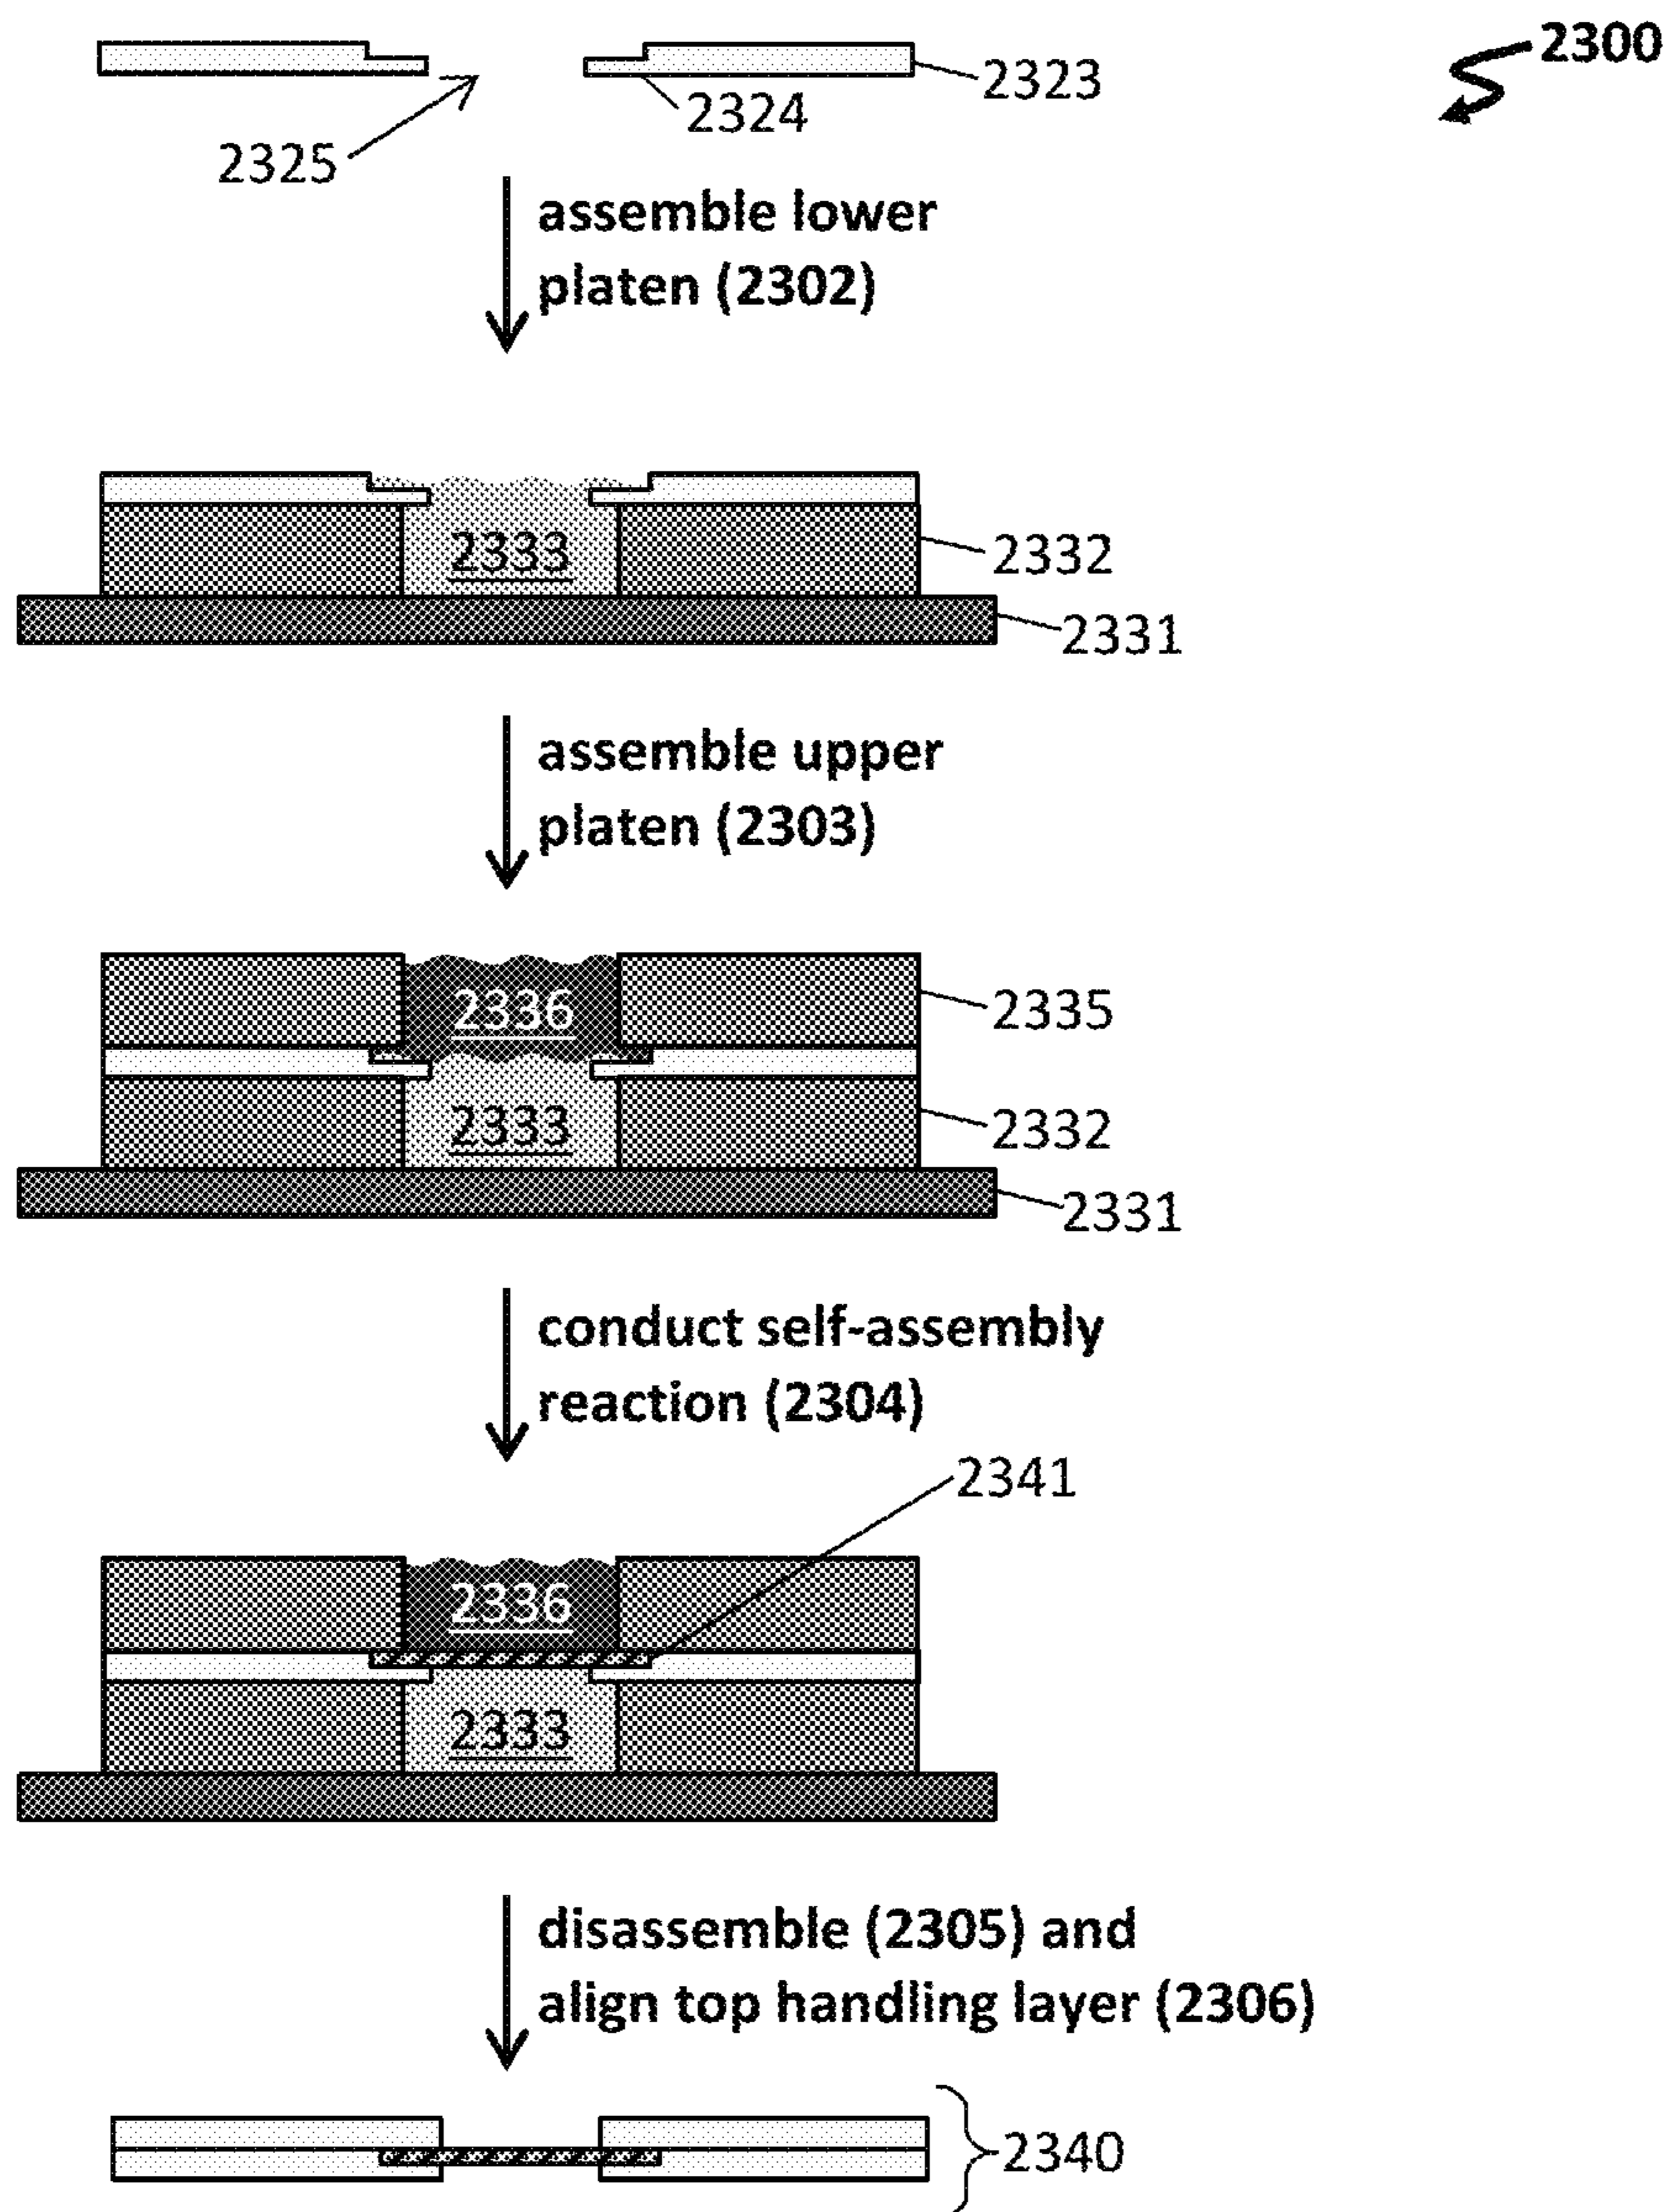 2300
2323
2324
2325
assemble lower
platen (2302)
2333
2332
2331
assemble upper
platen (2303)
2336
2335
2333
2332
2331
conduct self-assembly
reaction (2304)
2341
2336
2333
disassemble (2305) and
align top handling layer (2306)
2340